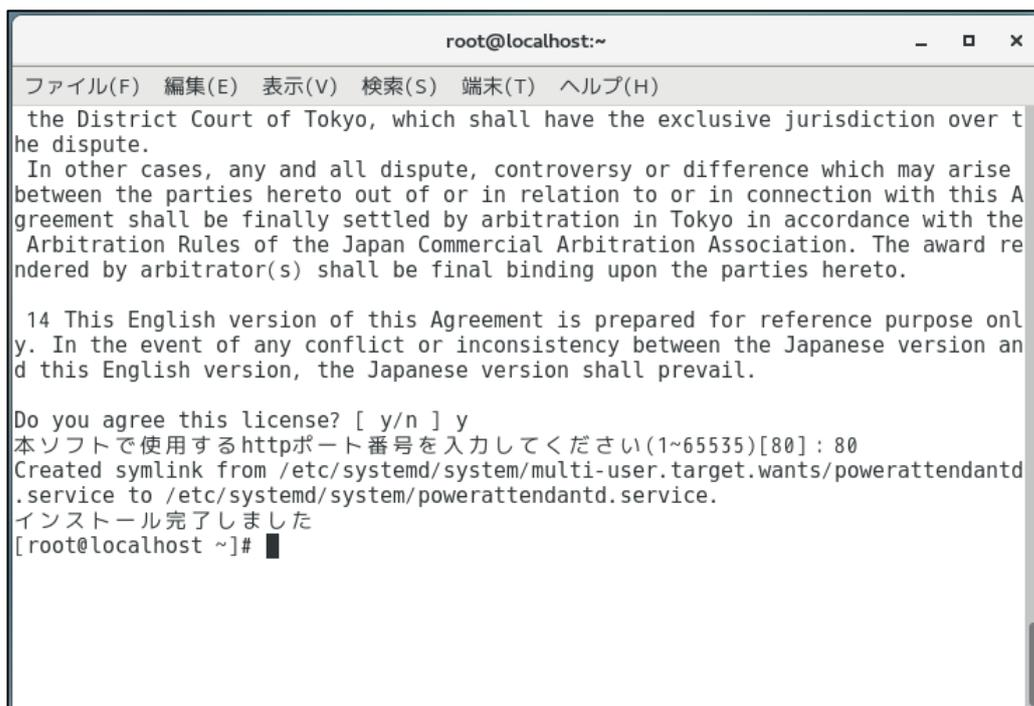 root@localhost:~
ファイル(F) 編集(E) 表示(V) 検索(S) 端末(T) ヘルプ(H)
the District Court of Tokyo, which shall have the exclusive jurisdiction over t
he dispute.
In other cases, any and all dispute, controversy or difference which may arise
between the parties hereto out of or in relation to or in connection with this A
greement shall be finally settled by arbitration in Tokyo in accordance with the
Arbitration Rules of the Japan Commercial Arbitration Association. The award re
ndered by arbitrator(s) shall be final binding upon the parties hereto.
14 This English version of this Agreement is prepared for reference purpose onl
y. In the event of any conflict or inconsistency between the Japanese version an
d this English version, the Japanese version shall prevail.
Do you agree this license? [ y/n ] y
本ソフトで使用するhttpポート番号を入力してください(1~65535)[80]：80
Created symlink from /etc/systemd/system/multi-user.target.wants/powerattendantd
.service to /etc/systemd/system/powerattendantd.service.
インストール完了しました
[root@localhost ~]#